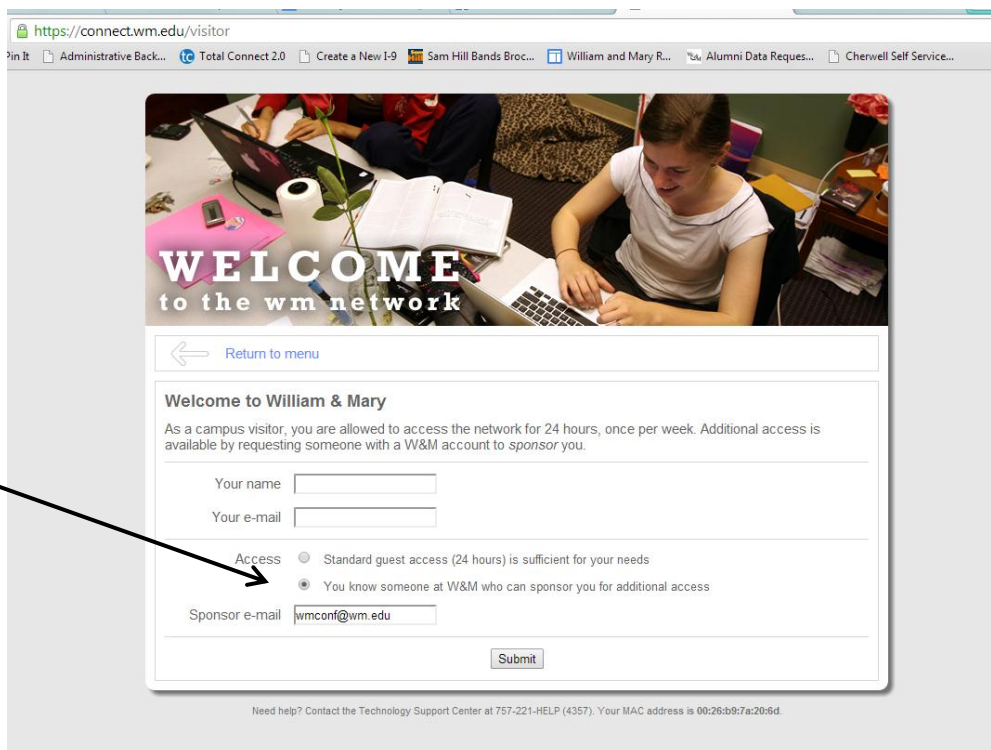 https://connect.wm.edu/visitor
Pin It Administrative Back... tc Total Connect 2.0 Create a New I-9 Sam Hill Bands Broc... William and Mary R... Alumni Data Reques... Cherwell Self Service...
WELCOME
to the wm network
Return to menu
Welcome to William & Mary
As a campus visitor, you are allowed to access the network for 24 hours, once per week. Additional access is
available by requesting someone with a W&M account to sponsor you.
Your name
Your e-mail
Access Standard guest access (24 hours) is sufficient for your needs
You know someone at W&M who can sponsor you for additional access
Sponsor e-mail wmconf@wm.edu
Submit
Need help? Contact the Technology Support Center at 757-221-HELP (4357). Your MAC address is 00:26:b9:7a:20:6d.